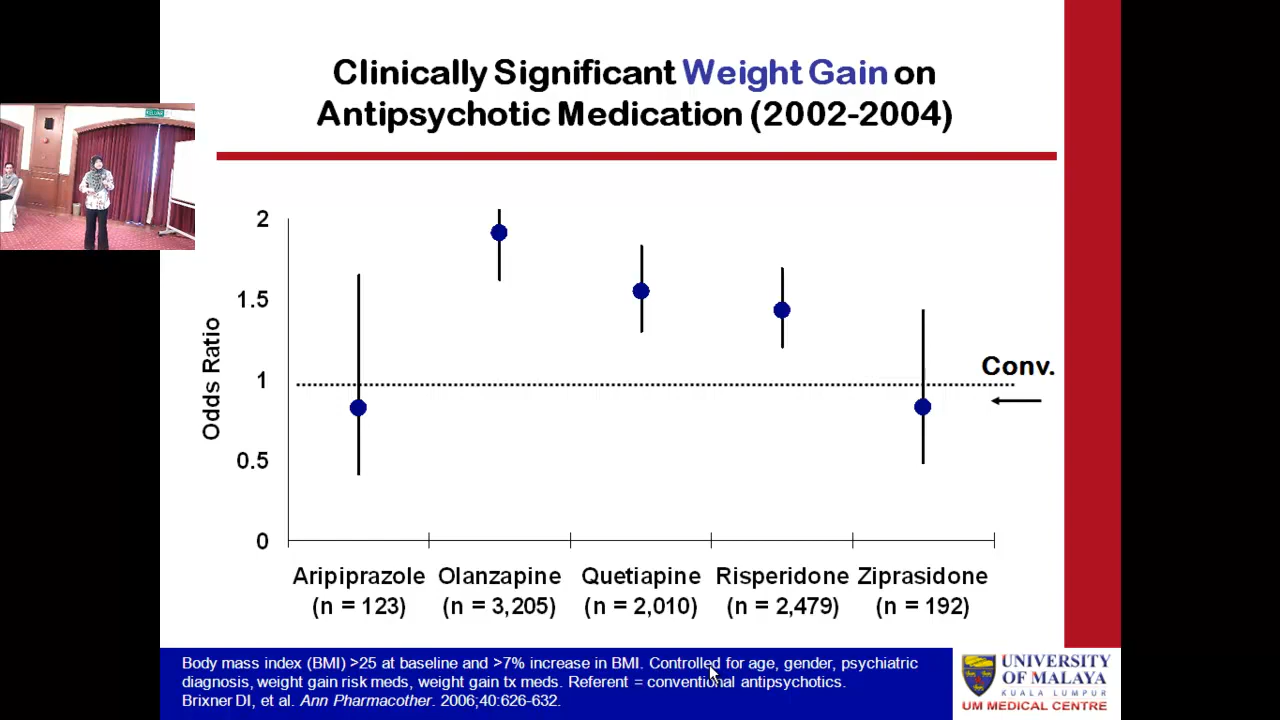 Clinically Significant Weight Gain on
Antipsychotic Medication (2002-2004)
Odds Ratio
2
1.5
1
0.5
0
Conv.
Aripiprazole Olanzapine Quetiapine Risperidone Ziprasidone
(n = 123) (n = 3,205) (n = 2,010) (n = 2,479) (n = 192)
Body mass index (BMI) >25 at baseline and >7% increase in BMI. Controlled for age, gender, psychiatric
diagnosis, weight gain risk meds, weight gain tx meds. Referent = conventional antipsychotics.
Brixner DI, et al. Ann Pharmacother. 2006;40:626-632.
UNIVERSITY
OF MALAYA
KUALA LUMPUR
UM MEDICAL CENTRE